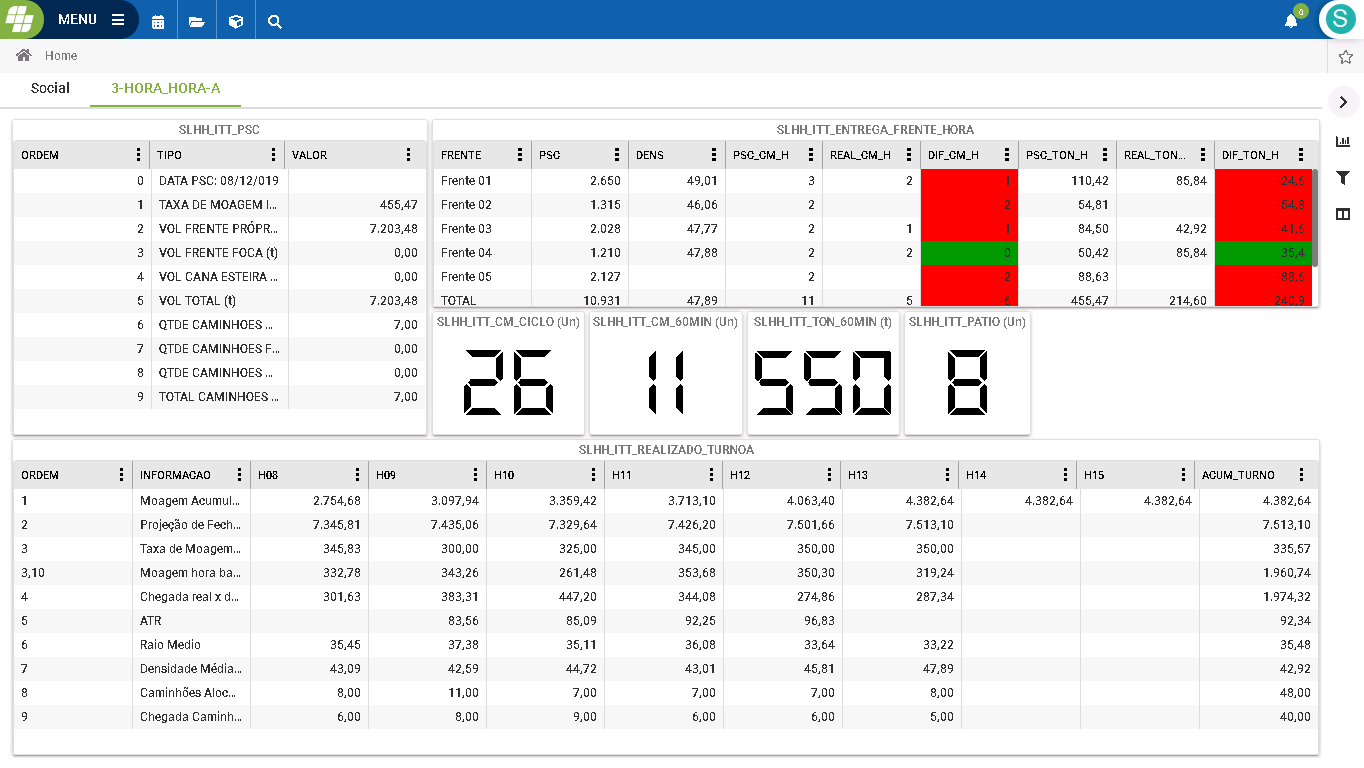 MENU
0
S
Home
Social 3-HORA_HORA-A
SLHH_ITT_PSC
ORDEM TIPO VALOR
0 DATA PSC: 08/12/019
1 TAXA DE MOAGEM I... 455,47
2 VOL FRENTE PRÓPR... 7.203,48
3 VOL FRENTE FOCA (t) 0,00
4 VOL CANA ESTEIRA ... 0,00
5 VOL TOTAL (t) 7.203,48
6 QTDE CAMINHOES ... 7,00
7 QTDE CAMINHOES F... 0,00
8 QTDE CAMINHOES ... 0,00
9 TOTAL CAMINHOES ... 7,00
SLHH_ITT_ENTREGA_FRENTE_HORA
FRENTE PSC DENS PSC_CM_H REAL_CM_H DIF_CM_H PSC_TON_H REAL_TON... DIF_TON_H
Frente 01 2.650 49,01 3 2 -1 110,42 85,84 -24,6
Frente 02 1.315 46,06 2 -2 54,81 -54,8
Frente 03 2.028 47,77 2 1 -1 84,50 42,92 -41,6
Frente 04 1.210 47,88 2 2 0 50,42 85,84 35,4
Frente 05 2.127 2 -2 88,63 -88,6
TOTAL 10.931 47,89 11 5 -6 455,47 214,60 -240,9
SLHH_ITT_CM_CICLO (Un) SLHH_ITT_CM_60MIN (Un) SLHH_ITT_TON_60MIN (t) SLHH_ITT_PATIO (Un)
26 11 550 8
SLHH_ITT_REALIZADO_TURNOA
ORDEM INFORMACAO H08 H09 H10 H11 H12 H13 H14 H15 ACUM_TURNO
1 Moagem Acumul... 2.754,68 3.097,94 3.359,42 3.713,10 4.063,40 4.382,64 4.382,64 4.382,64 4.382,64
2 Projeção de Fech... 7.345,81 7.435,06 7.329,64 7.426,20 7.501,66 7.513,10 7.513,10
3 Taxa de Moagem... 345,83 300,00 325,00 345,00 350,00 350,00 335,57
3,10 Moagem hora ba... 332,78 343,26 261,48 353,68 350,30 319,24 1.960,74
4 Chegada real x d... 301,63 383,31 447,20 344,08 274,86 287,34 1.974,32
5 ATR 83,56 85,09 92,25 96,83 92,34
6 Raio Medio 35,45 37,38 35,11 36,08 33,64 33,22 35,48
7 Densidade Média... 43,09 42,59 44,72 43,01 45,81 47,89 42,92
8 Caminhões Aloc... 8,00 11,00 7,00 7,00 7,00 8,00 48,00
9 Chegada Caminh... 6,00 8,00 9,00 6,00 6,00 5,00 40,00